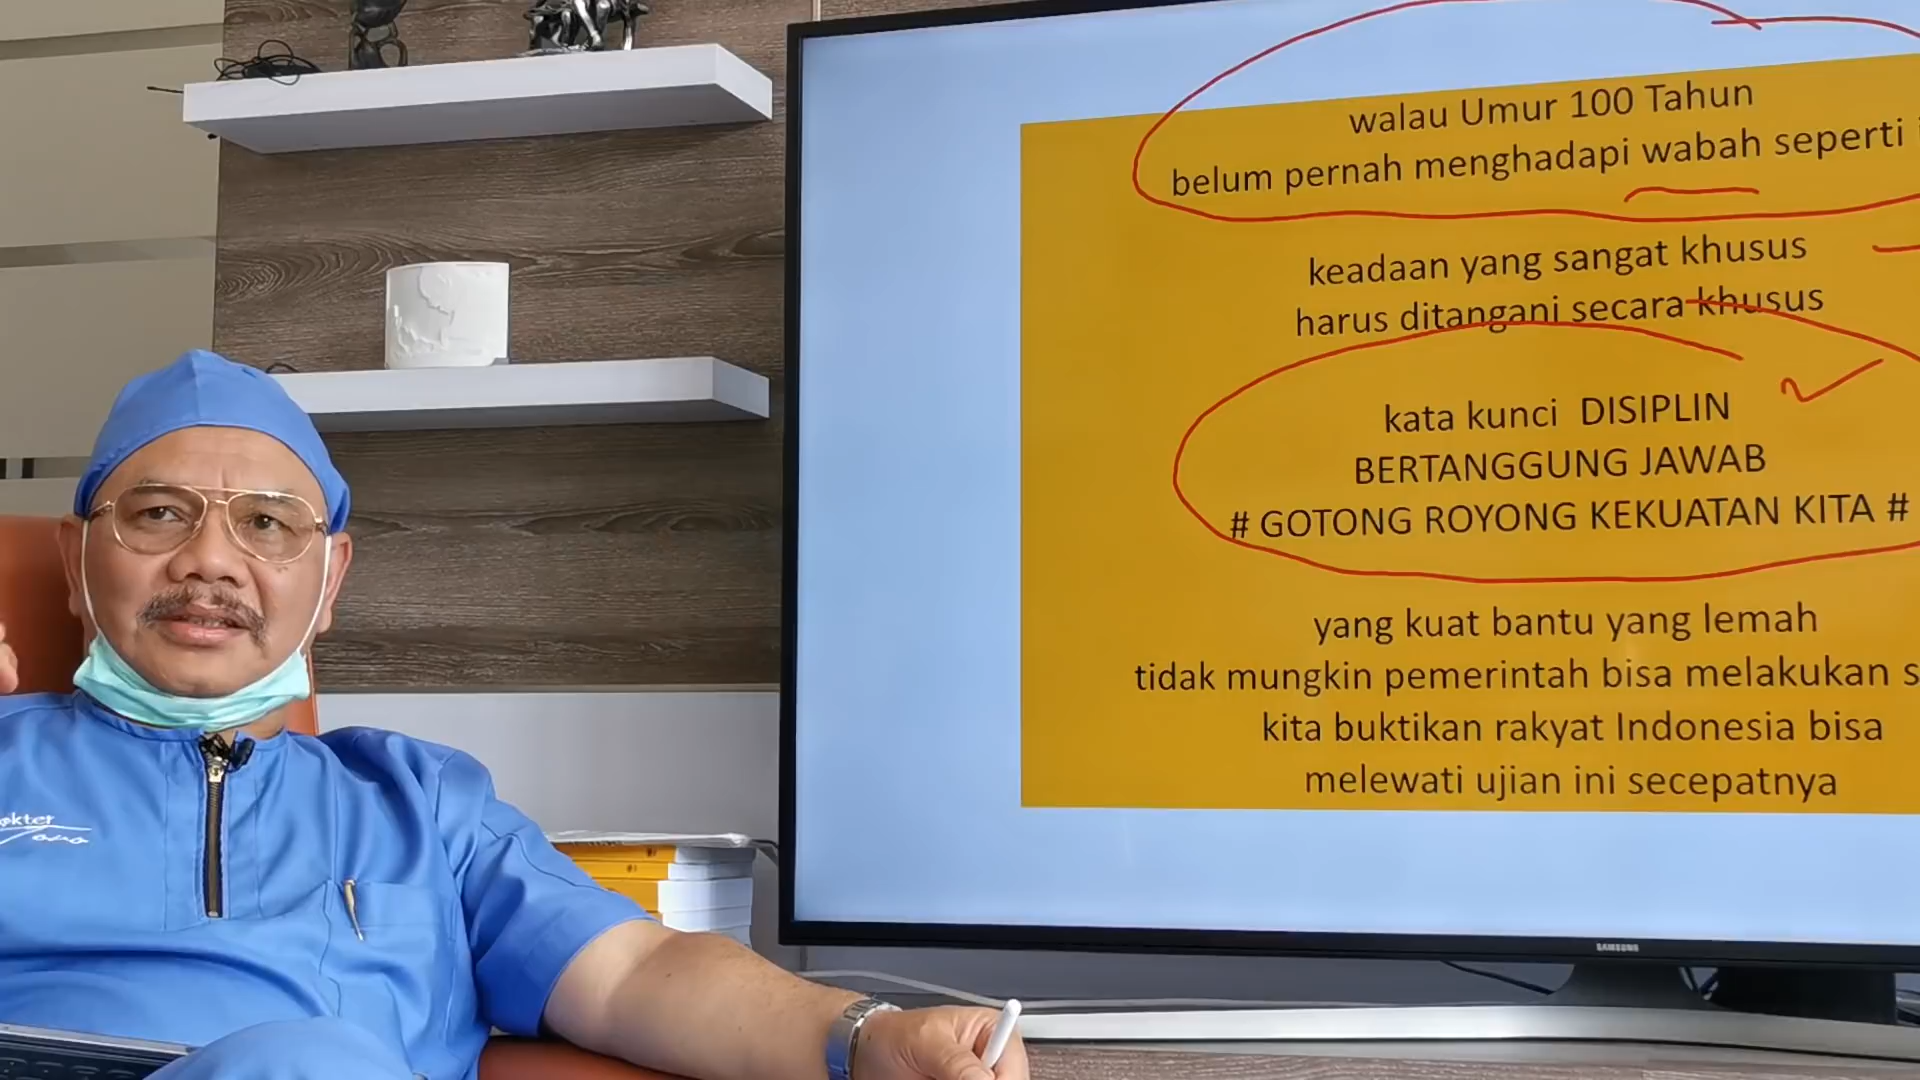 walau Umur 100 Tahun
belum pernah menghadapi wabah seperti
keadaan yang sangat khusus
harus ditangani secara khusus
kata kunci DISIPLIN
BERTANGGUNG JAWAB
# GOTONG ROYONG KEKUATAN KITA #
yang kuat bantu yang lemah
tidak mungkin pemerintah bisa melakukan
kita buktikan rakyat Indonesia bisa
melewati ujian ini secepatnya
SAMSUNG